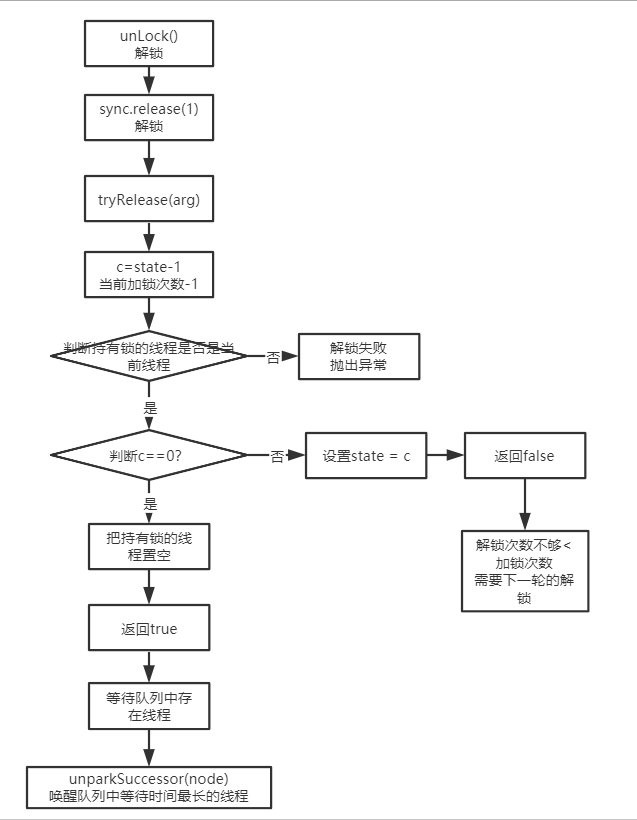 unLock()
解锁
sync.release(1)
解锁
tryRelease(arg)
c=state-1
当前加锁次数-1
判断持有锁的线程是否是当
前线程
否
解锁失败
抛出异常
是
判断c==0?
否
设置state = c
返回false
是
把持有锁的线
程置空
解锁次数不够<
加锁次数
需要下一轮的解
锁
返回true
等待队列中存
在线程
unparkSuccessor(node)
唤醒队列中等待时间最长的线程